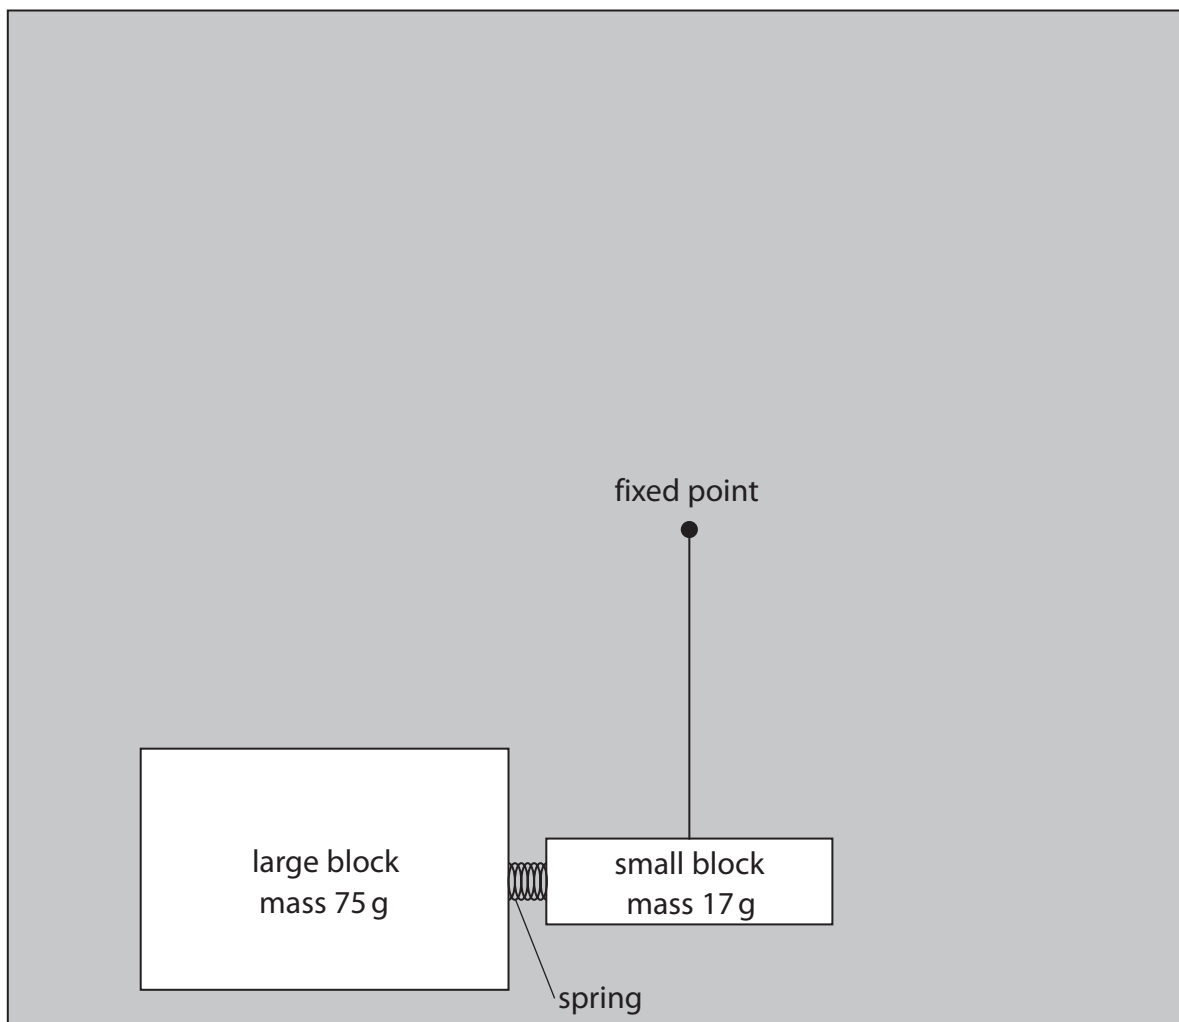 fixed point
large block
mass 75 g
small block
mass 17 g
spring